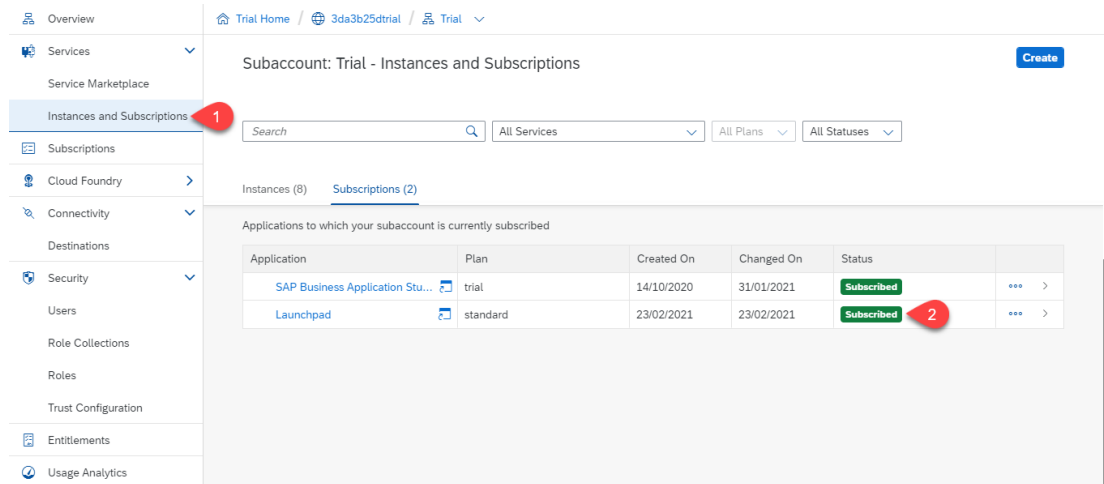 Overview
Services
Service Marketplace
Instances and Subscriptions
1
Subscriptions
Cloud Foundry
Connectivity
Destinations
Security
Users
Role Collections
Roles
Trust Configuration
Entitlements
Usage Analytics
Trial Home / 3da3b25dtrial / Trial
Subaccount: Trial - Instances and Subscriptions
Create
Search All Services All Plans All Statuses
Instances (8) Subscriptions (2)
Applications to which your subaccount is currently subscribed
Application Plan Created On Changed On Status
SAP Business Application Stu... trial 14/10/2020 31/01/2021 Subscribed
Launchpad standard 23/02/2021 23/02/2021 Subscribed 2